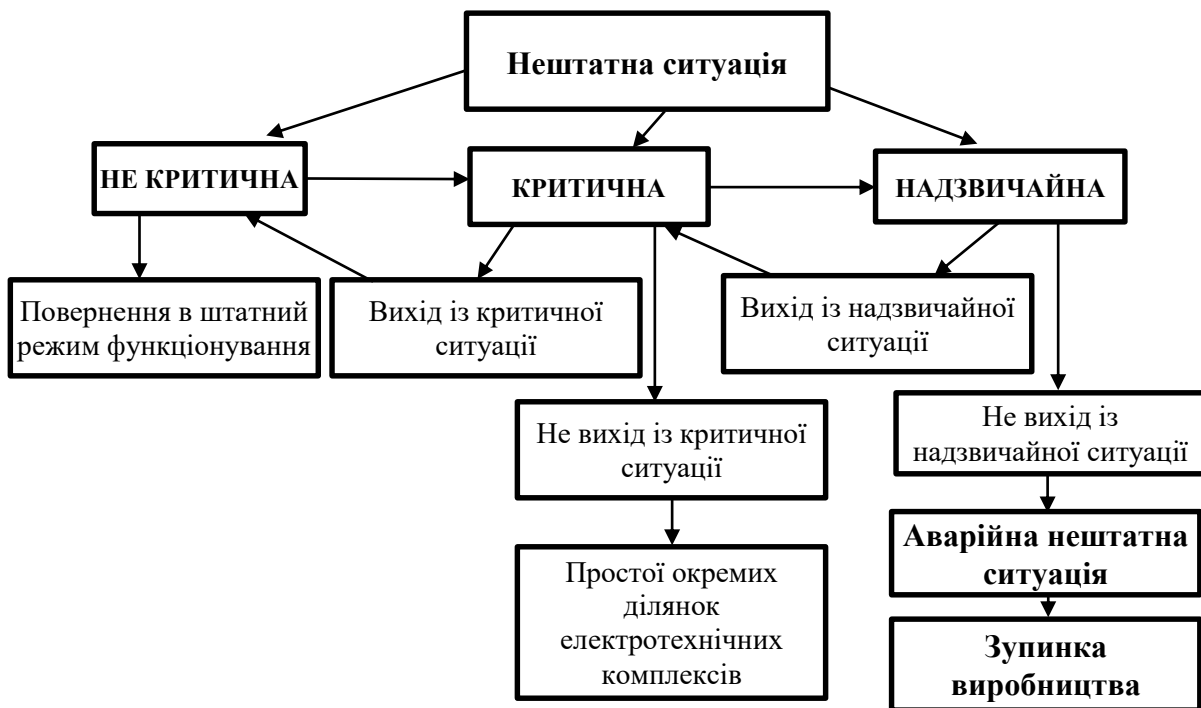 Нештатна ситуація
НЕ КРИТИЧНА
КРИТИЧНА
НАДЗВИЧАЙНА
Повернення в штатний
режим функціонування
Вихід із критичної
ситуації
Вихід із надзвичайної
ситуації
Не вихід із критичної
ситуації
Не вихід із
надзвичайної ситуації
Простої окремих
ділянок
електротехнічних
комплексів
Аварійна нештатна
ситуація
Зупинка
виробництва